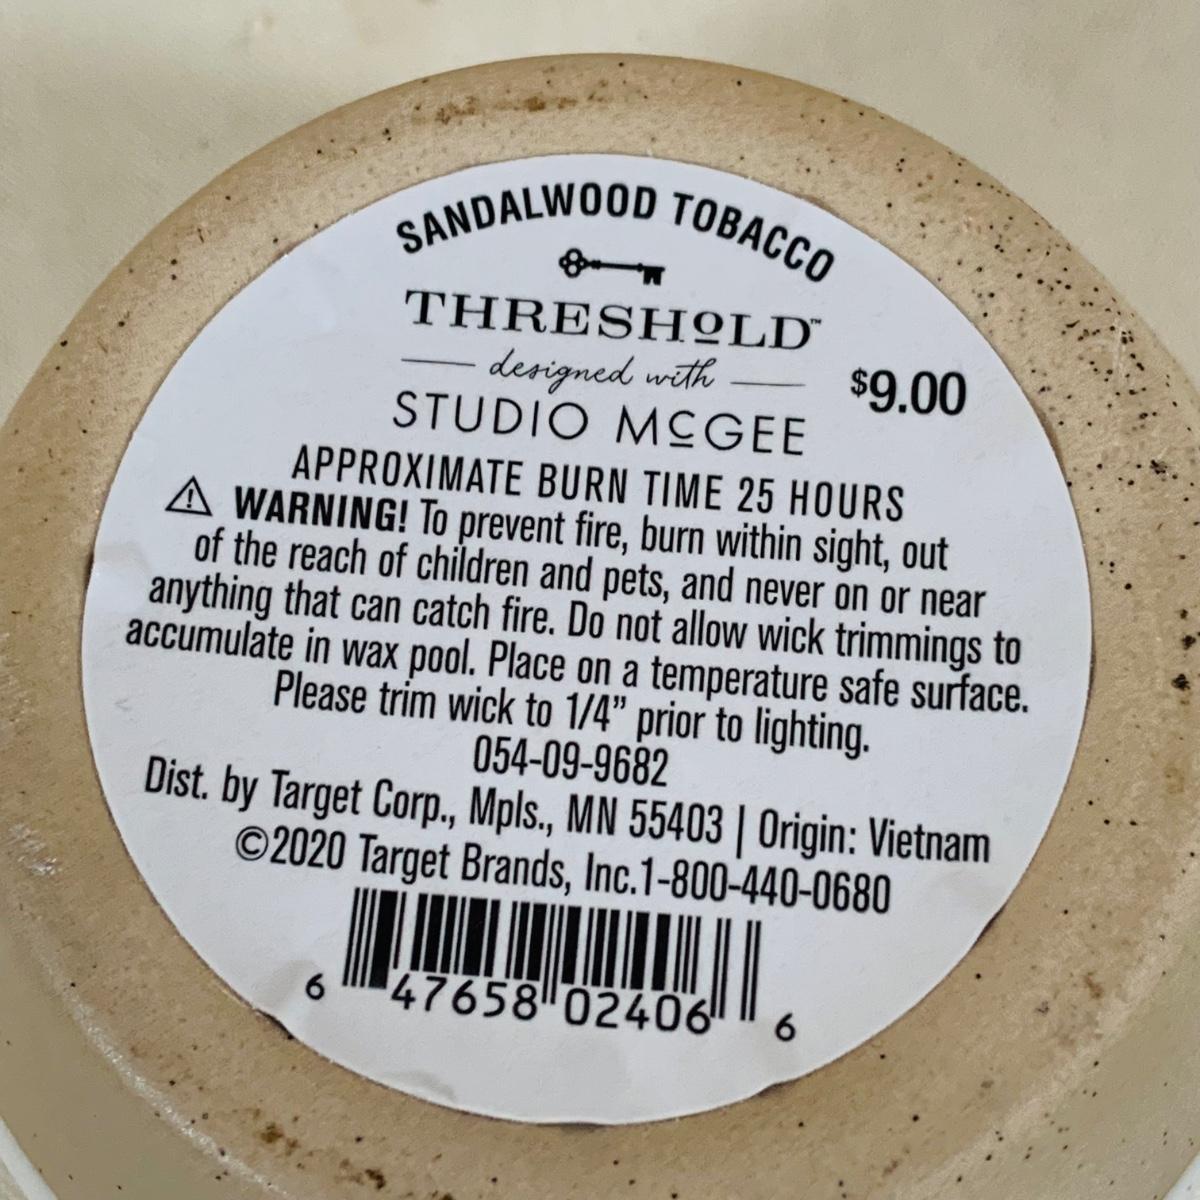 SANDALWOOD TOBACCO
THRESHOLD™
designed with
STUDIO McGEE
$9.00
APPROXIMATE BURN TIME 25 HOURS
⚠ WARNING! To prevent fire, burn within sight, out
of the reach of children and pets, and never on or near
anything that can catch fire. Do not allow wick trimmings to
accumulate in wax pool. Place on a temperature safe surface.
Please trim wick to 1/4” prior to lighting.
054-09-9682
Dist. by Target Corp., Mpls., MN 55403 | Origin: Vietnam
©2020 Target Brands, Inc.1-800-440-0680
6 47658 02406 6